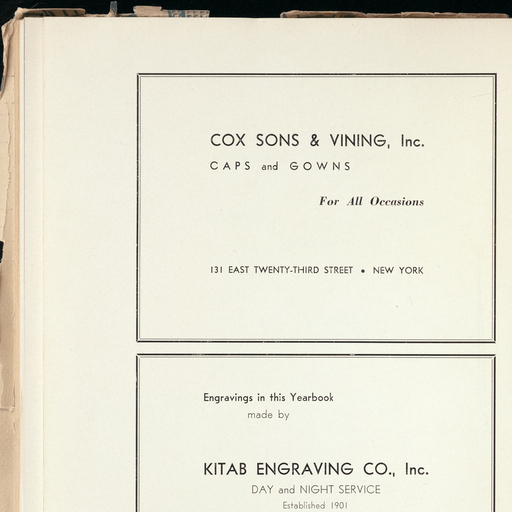 COX SONS & VINING, Inc.
CAPS and GOWNS
For All Occasions
131 EAST TWENTY-THIRD STREET • NEW YORK
Engravings in this Yearbook
made by
KITAB ENGRAVING CO., Inc.
DAY and NIGHT SERVICE
Established 1901